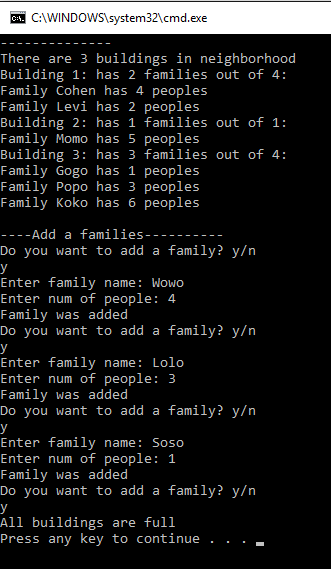 C:\WINDOWS\system32\cmd.exe
--------------
There are 3 buildings in neighborhood
Building 1: has 2 families out of 4:
Family Cohen has 4 peoples
Family Levi has 2 peoples
Building 2: has 1 families out of 1:
Family Momo has 5 peoples
Building 3: has 3 families out of 4:
Family Gogo has 1 peoples
Family Popo has 3 peoples
Family Koko has 6 peoples
----Add a families----------
Do you want to add a family? y/n
y
Enter family name: Wowo
Enter num of people: 4
Family was added
Do you want to add a family? y/n
y
Enter family name: Lolo
Enter num of people: 3
Family was added
Do you want to add a family? y/n
y
Enter family name: Soso
Enter num of people: 1
Family was added
Do you want to add a family? y/n
y
All buildings are full
Press any key to continue . . .